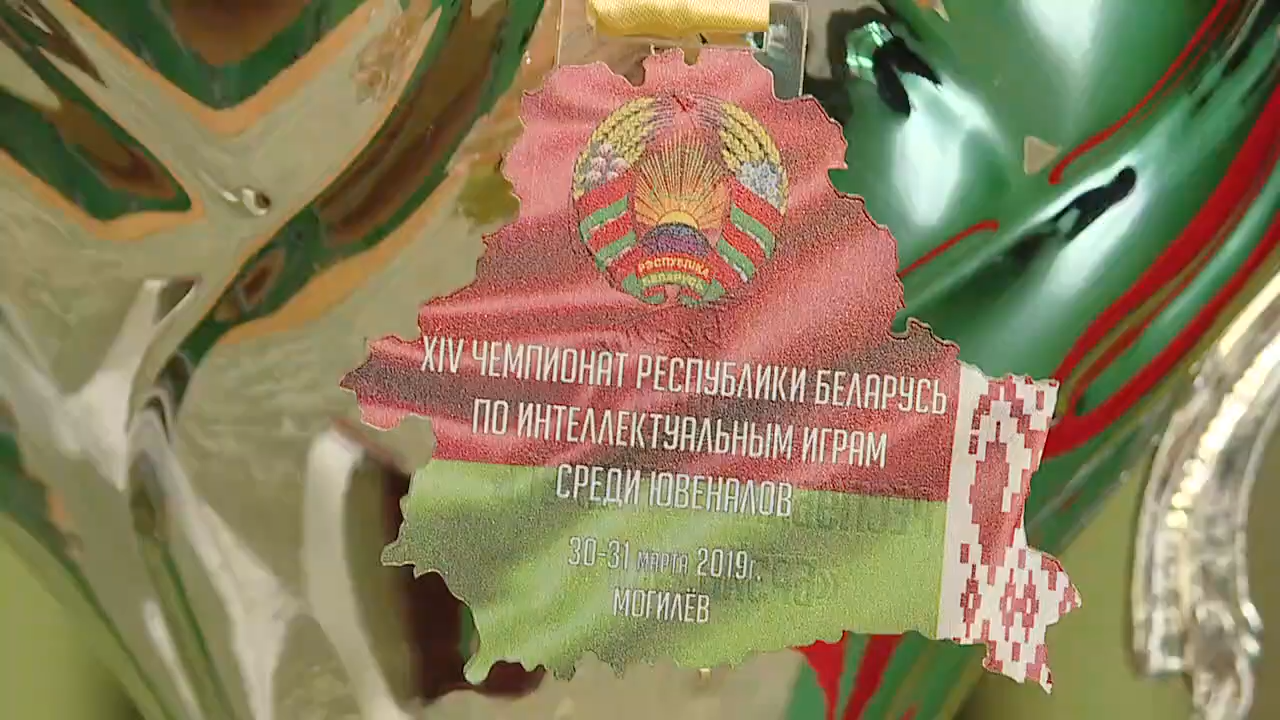 РЭСПУБЛІКА
БЕЛАРУСЬ
XIV ЧЕМПИОНАТ РЕСПУБЛИКИ БЕЛАРУСЬ
ПО ИНТЕЛЛЕКТУАЛЬНЫМ ИГРАМ
СРЕДИ ЮВЕНАЛОВ
30-31 МАРТА 2019г.
МОГИЛЁВ